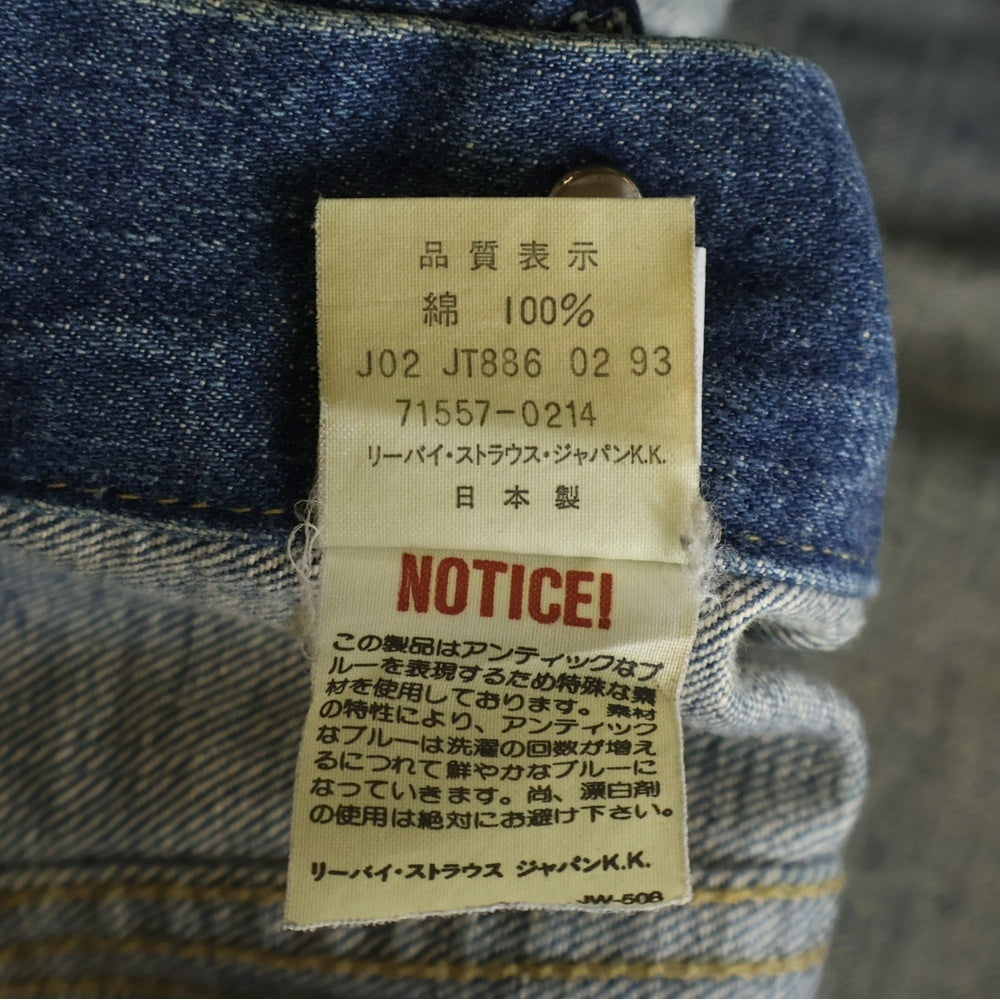 品質表示
綿 100%
J02 JT886 02 93
71557-0214
リーバイ・ストラウス・ジャパンK.K.
日本製
NOTICE!
この製品はアンティックなブ
ルーを表現するため特殊な素
材を使用しております。素材
の特性により、アンティック
なブルーは洗濯の回数が増え
るにつれて鮮やかなブルーに
なっていきます。尚、漂白剤
の使用は絶対にお避け下さい。
リーバイ・ストラウス ジャパンK.K.
JW-508